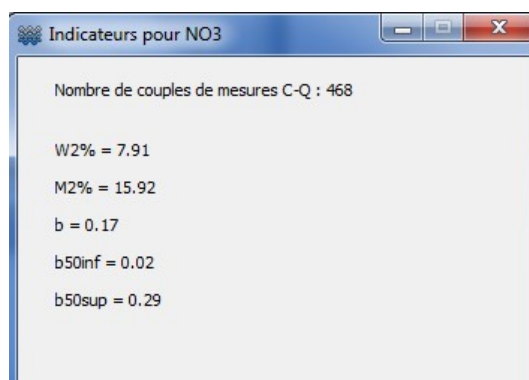 Indicateurs pour NO3
Nombre de couples de mesures C-Q : 468
W2% = 7.91
M2% = 15.92
b = 0.17
b50inf = 0.02
b50sup = 0.29